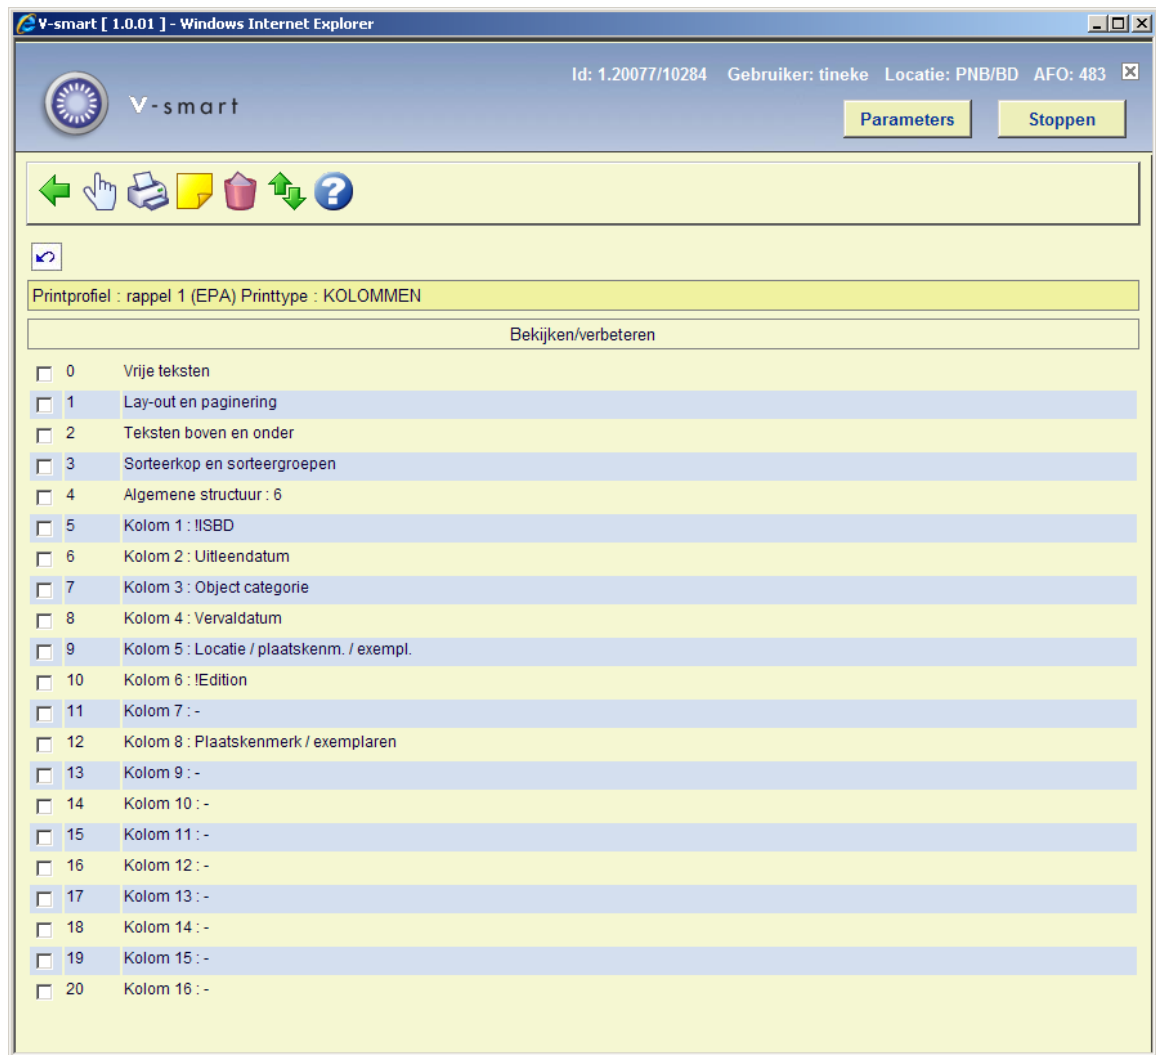 V-smart [ 1.0.01 ] - Windows Internet Explorer
Id: 1.20077/10284 Gebruiker: tineke Locatie: PNB/BD AFO: 483
V-smart
Parameters Stoppen
Printprofiel : rappel 1 (EPA) Printtype : KOLOMMEN
Bekijken/verbeteren
0 Vrije teksten
1 Lay-out en paginering
2 Teksten boven en onder
3 Sorteerkop en sorteergroepen
4 Algemene structuur : 6
5 Kolom 1 : !ISBD
6 Kolom 2 : Uitleendatum
7 Kolom 3 : Object categorie
8 Kolom 4 : Vervaldatum
9 Kolom 5 : Locatie / plaatskenm. / exempl.
10 Kolom 6 : !Edition
11 Kolom 7 : -
12 Kolom 8 : Plaatskenmerk / exemplaren
13 Kolom 9 : -
14 Kolom 10 : -
15 Kolom 11 : -
16 Kolom 12 : -
17 Kolom 13 : -
18 Kolom 14 : -
19 Kolom 15 : -
20 Kolom 16 : -